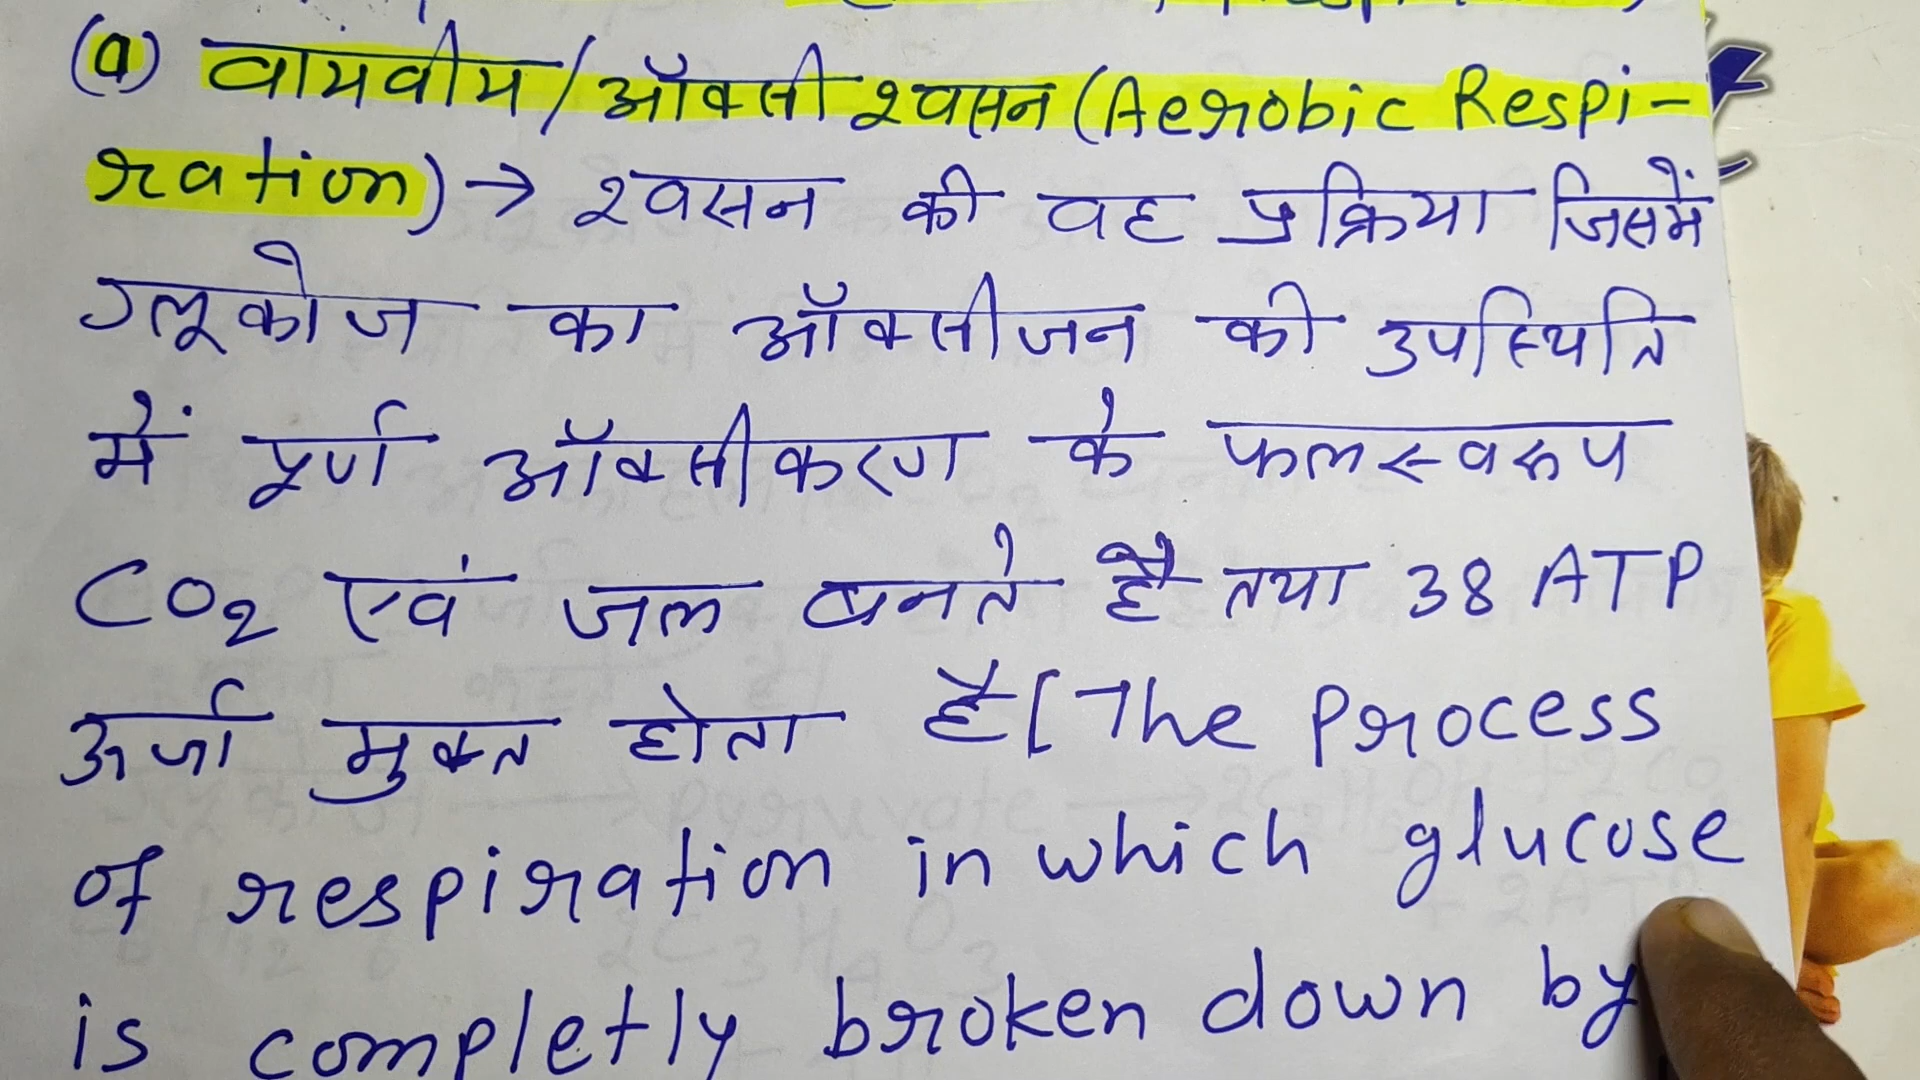 (a) वायवीय/ऑक्सी श्वसन (Aerobic Respi-
ration) → श्वसन की वह प्रक्रिया जिसमें
ग्लूकोज का ऑक्सीजन की उपस्थिति
में पूर्ण ऑक्सीकरण के फलस्वरूप
CO₂ एवं जल बनते है तथा 38 ATP
ऊर्जा मुक्त होता है [The process
of respiration in which glucose
is completly broken down by